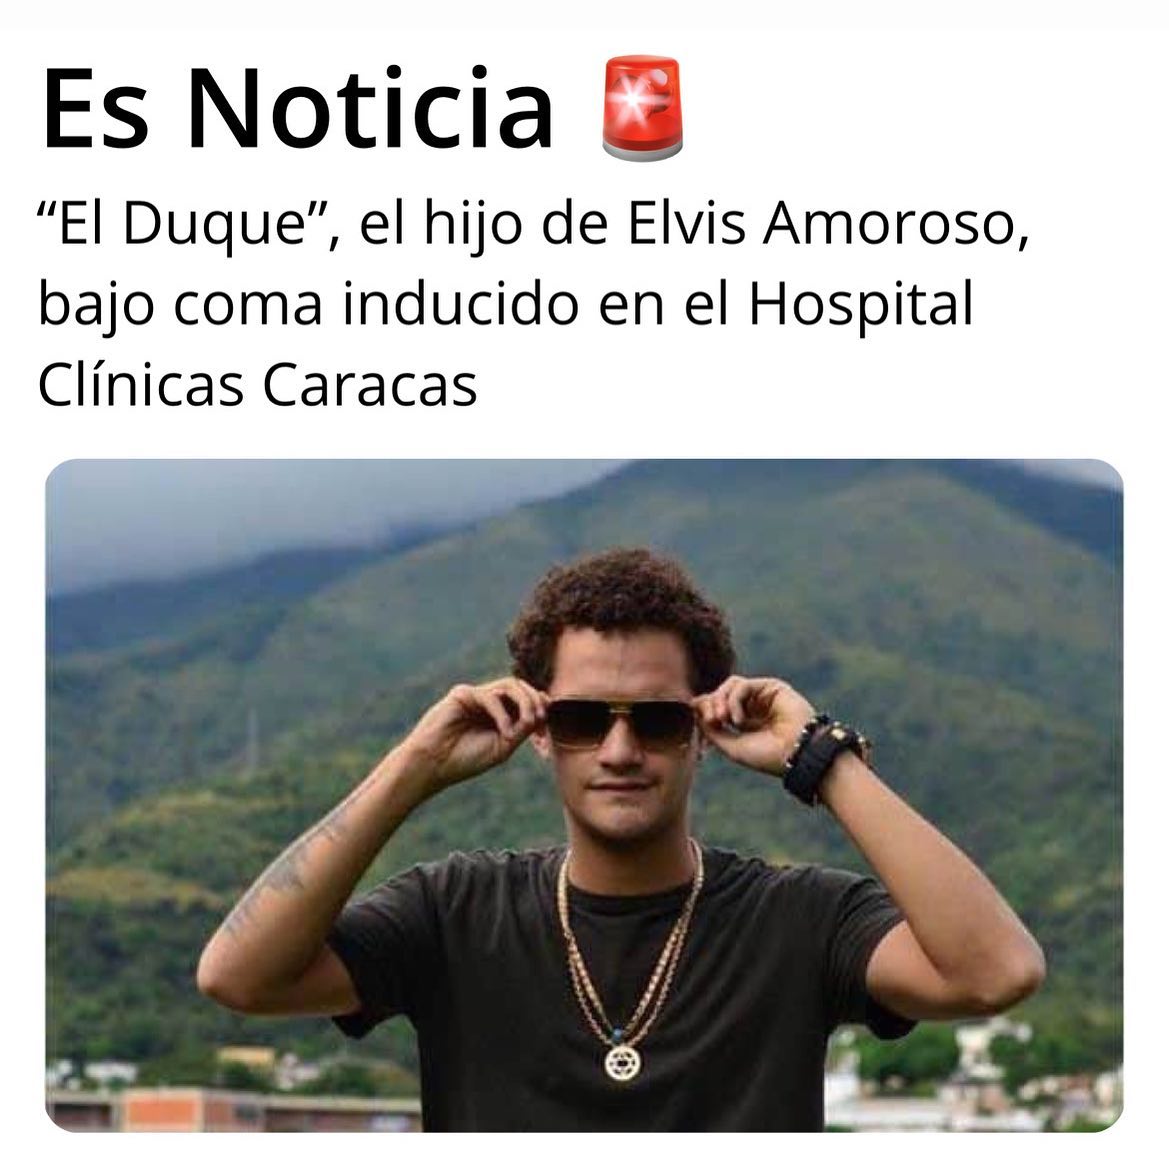 Es Noticia 🚨
“El Duque”, el hijo de Elvis Amoroso,
bajo coma inducido en el Hospital
Clínicas Caracas